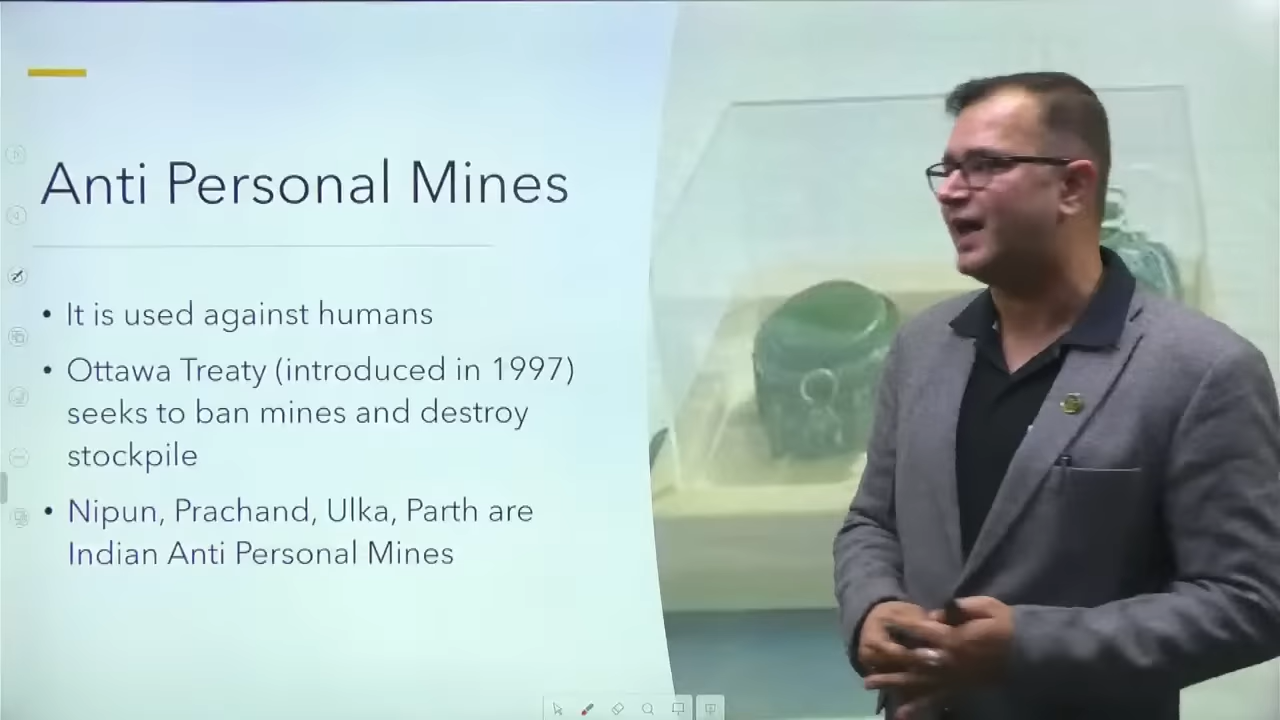 Anti Personal Mines
• It is used against humans
• Ottawa Treaty (introduced in 1997)
seeks to ban mines and destroy
stockpile
• Nipun, Prachand, Ulka, Parth are
Indian Anti Personal Mines